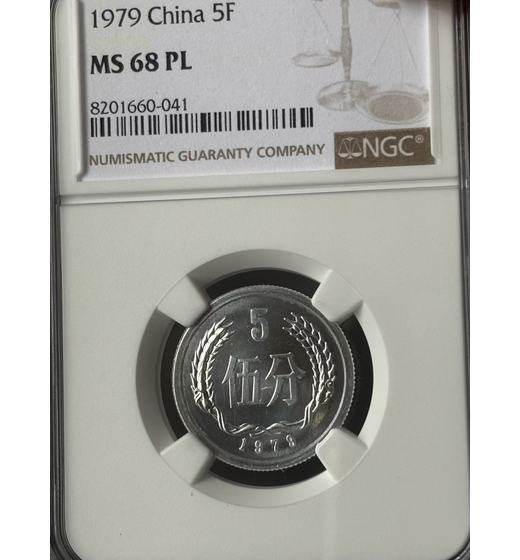 1979 China 5F
MS 68 PL
8201660-041
NUMISMATIC GUARANTY COMPANY
NGC®
5
伍分
1979